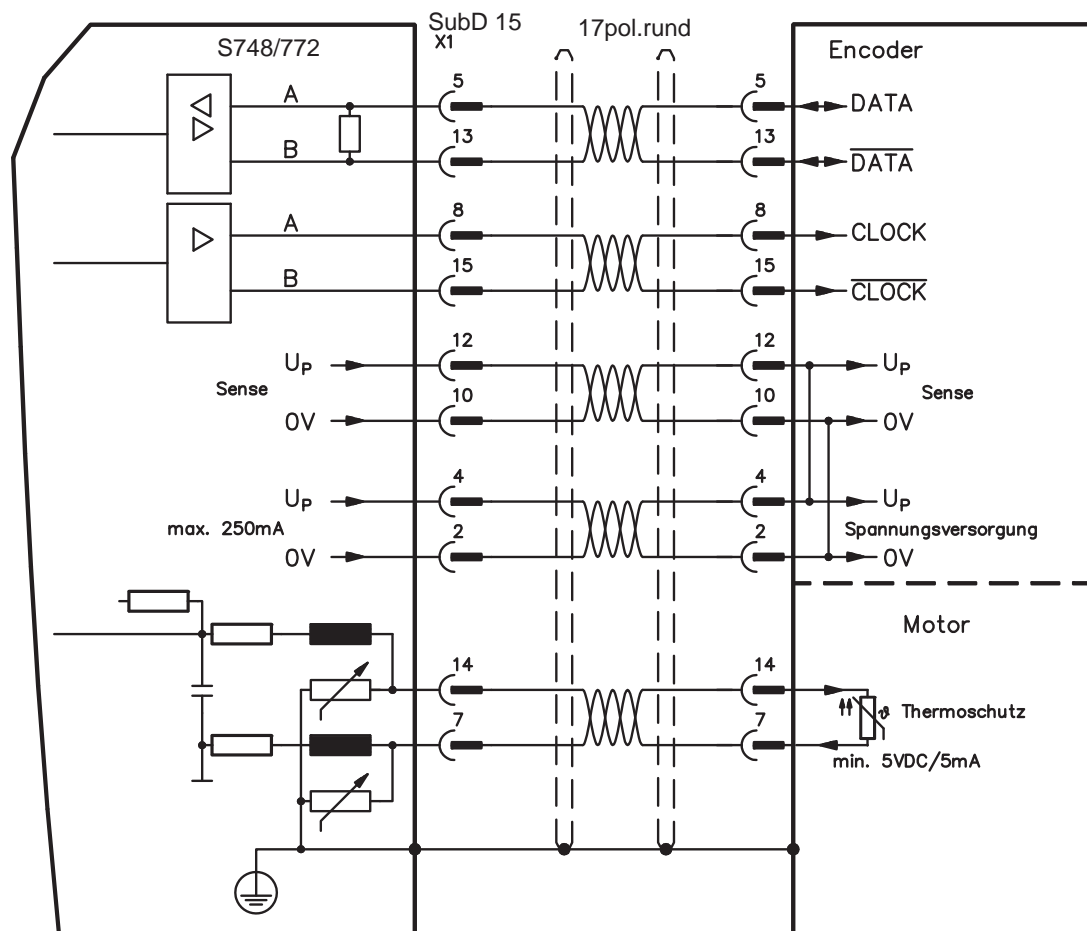 SubD 15
X1
17pol.rund
S748/772
Encoder
A
5
5
DATA
B
13
13
DATA
A
8
8
CLOCK
B
15
15
CLOCK
UP
12
12
UP
Sense
Sense
0V
10
10
0V
UP
4
4
UP
max. 250mA
Spannungsversorgung
0V
2
2
0V
Motor
14
14
ϑ Thermoschutz
7
7
min. 5VDC/5mA